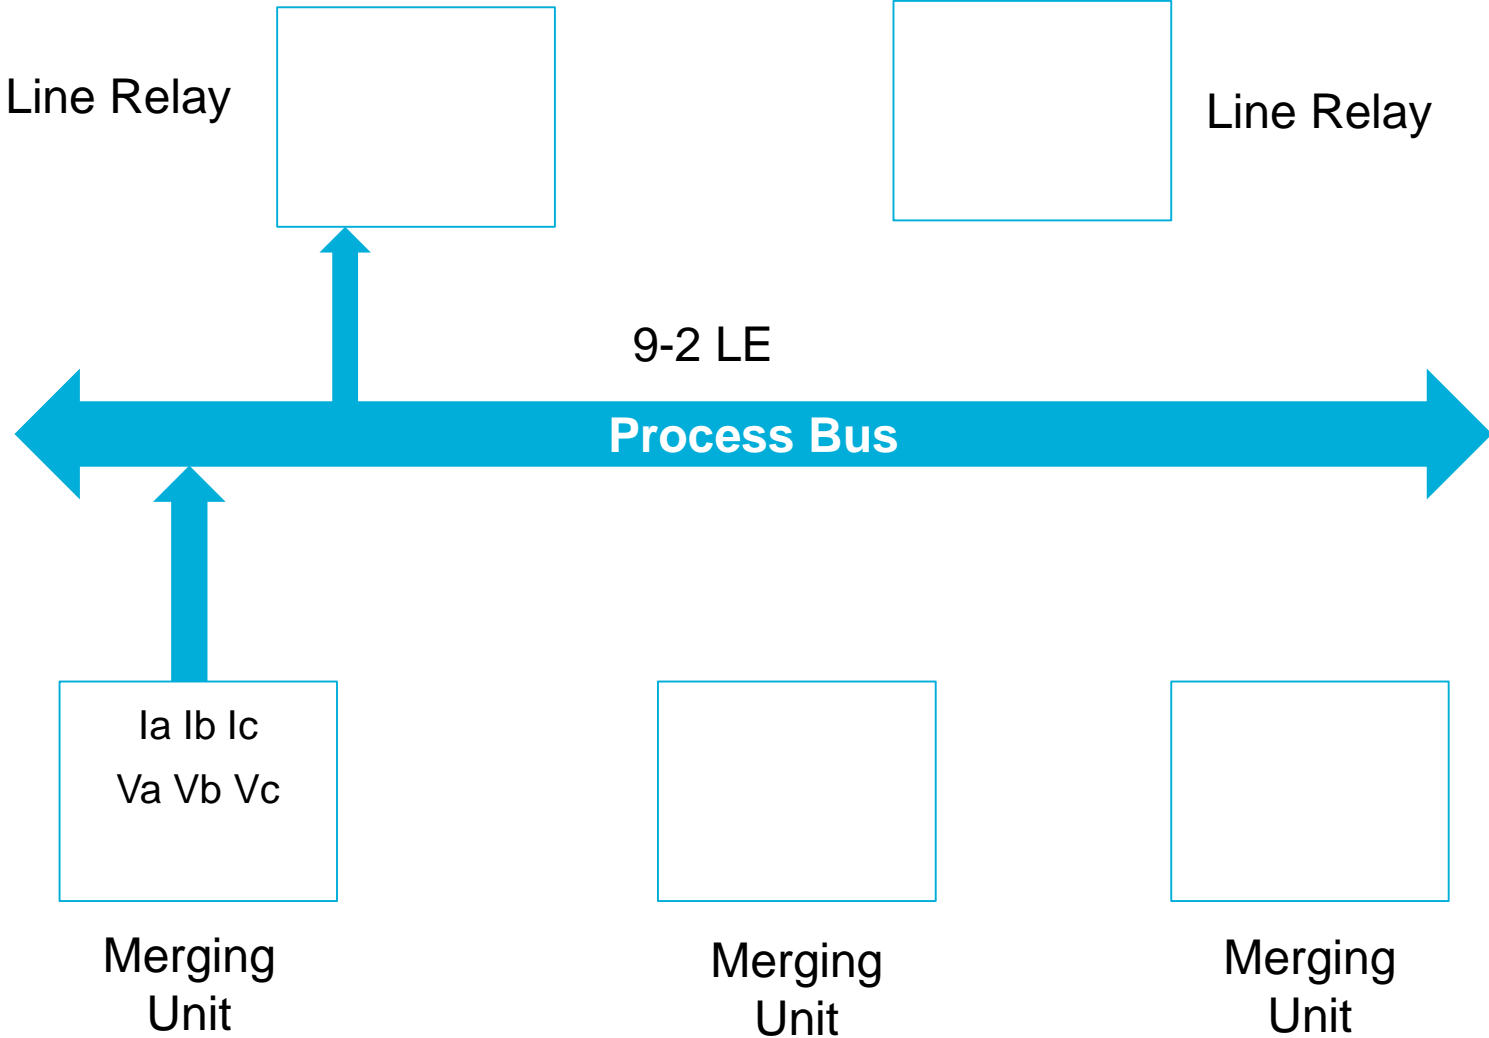 Line Relay
Line Relay
9-2 LE
Process Bus
Ia Ib Ic
Va Vb Vc
Merging
Unit
Merging
Unit
Merging
Unit